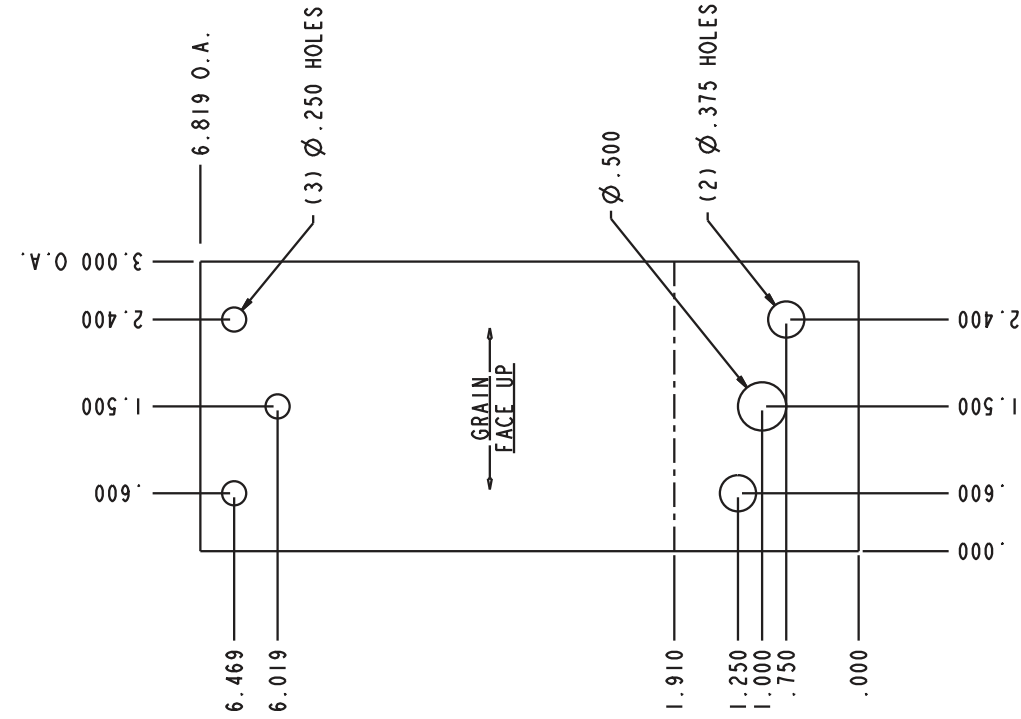 6.819 O.A.
(3) Ø.250 HOLES
Ø.500
(2) Ø.375 HOLES
3.000 O.A.
2.400
1.500
.600
GRAIN
FACE UP
2.400
1.500
.600
.000
6.469
6.019
1.910
1.250
1.000
.750
.000